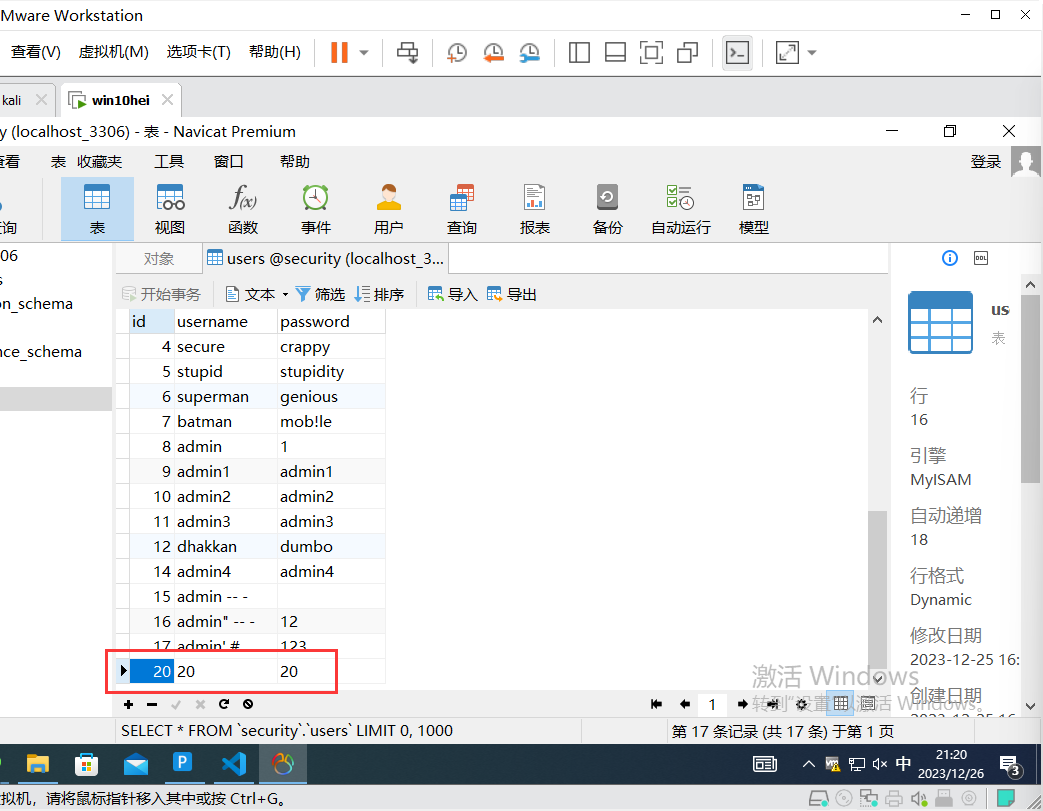 Mware Workstation
查看(V) 虚拟机(M) 选项卡(T) 帮助(H)
kali win10hei
y (localhost_3306) - 表 - Navicat Premium
查看 表 收藏夹 工具 窗口 帮助 登录
表 视图 函数 事件 用户 查询 报表 备份 自动运行 模型
f(x)
06
对象 users @security (localhost_3...
DDL
开始事务 文本 筛选 排序 导入 导出
on_schema
nce_schema
id username password
4 secure crappy
5 stupid stupidity
6 superman genious
7 batman mob!le
8 admin 1
9 admin1 admin1
10 admin2 admin2
11 admin3 admin3
12 dhakkan dumbo
14 admin4 admin4
15 admin -- -
16 admin" -- - 12
17 admin' # 123
20 20 20
us
表
行
16
引擎
MyISAM
自动递增
18
行格式
Dynamic
修改日期
2023-12-25 16:
创建日期
激活 Windows
转到"设置"以激活 Windows。
1
SELECT * FROM `security`.`users` LIMIT 0, 1000
第 17 条记录 (共 17 条) 于第 1 页
中
21:20
2023/12/26
3
拟机，请将鼠标指针移入其中或按 Ctrl+G。